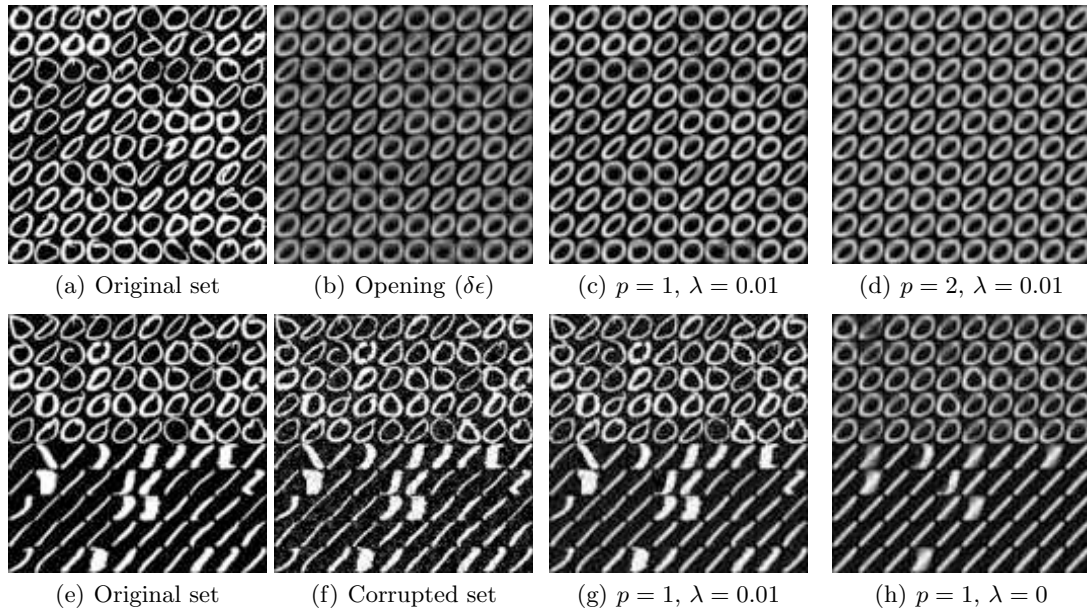 (a) Original set
(b) Opening (δϵ)
(c) p = 1, λ = 0.01
(d) p = 2, λ = 0.01
(e) Original set
(f) Corrupted set
(g) p = 1, λ = 0.01
(h) p = 1, λ = 0